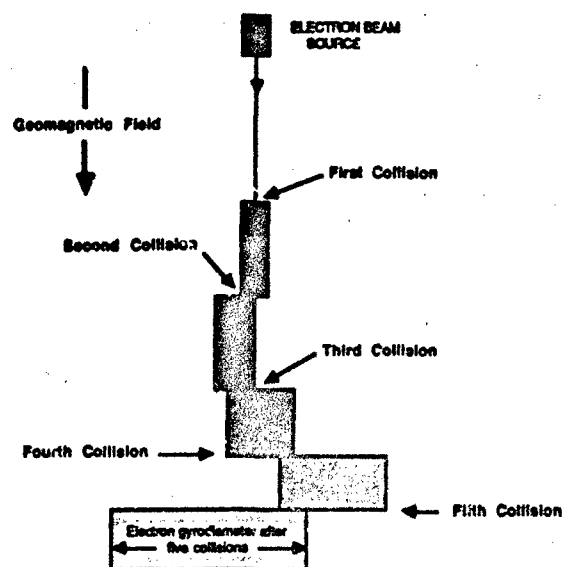 ELECTRON BEAM
SOURCE
Geomagnetic Field
First Collision
Second Collision
Third Collision
Fourth Collision
Fifth Collision
Electron gyrodiameter after
five collisions